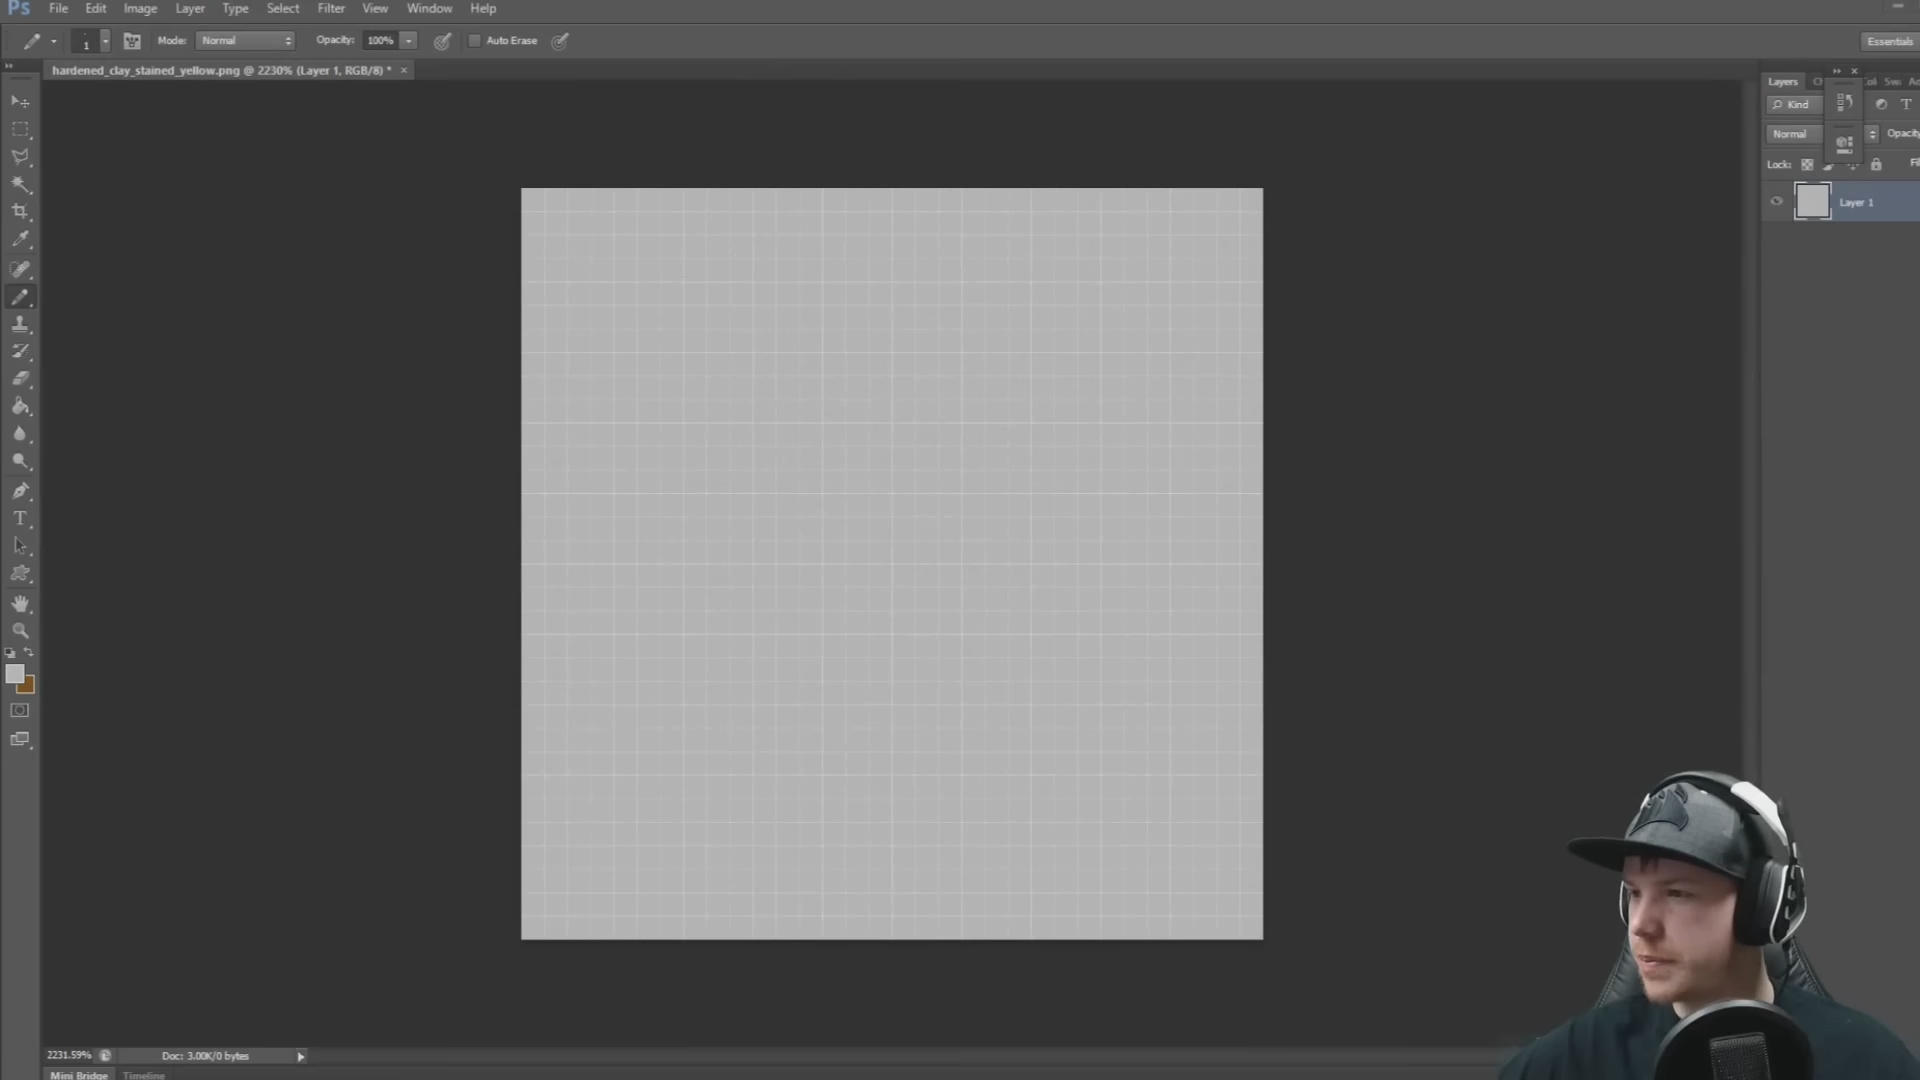 Ps File Edit Image Layer Type Select Filter View Window Help
1 Mode: Normal Opacity: 100% Auto Erase Essentials
hardened_clay_stained_yellow.png @ 2230% (Layer 1, RGB/8) * ×
Layers
Kind T
Normal Opacity
Lock:
Layer 1
T
2231.59% Doc: 3.00K/0 bytes
Mini Bridge Timeline